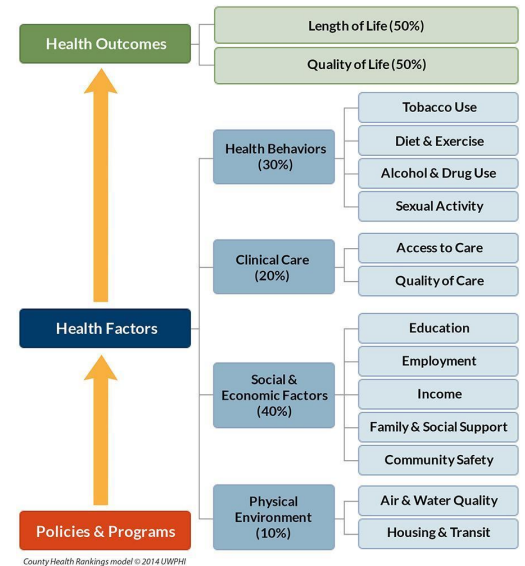 Health Outcomes
Length of Life (50%)
Quality of Life (50%)
Health Behaviors
(30%)
Tobacco Use
Diet & Exercise
Alcohol & Drug Use
Sexual Activity
Clinical Care
(20%)
Access to Care
Quality of Care
Health Factors
Social &
Economic Factors
(40%)
Education
Employment
Income
Family & Social Support
Community Safety
Physical
Environment
(10%)
Air & Water Quality
Housing & Transit
Policies & Programs
County Health Rankings model © 2014 UWPHI